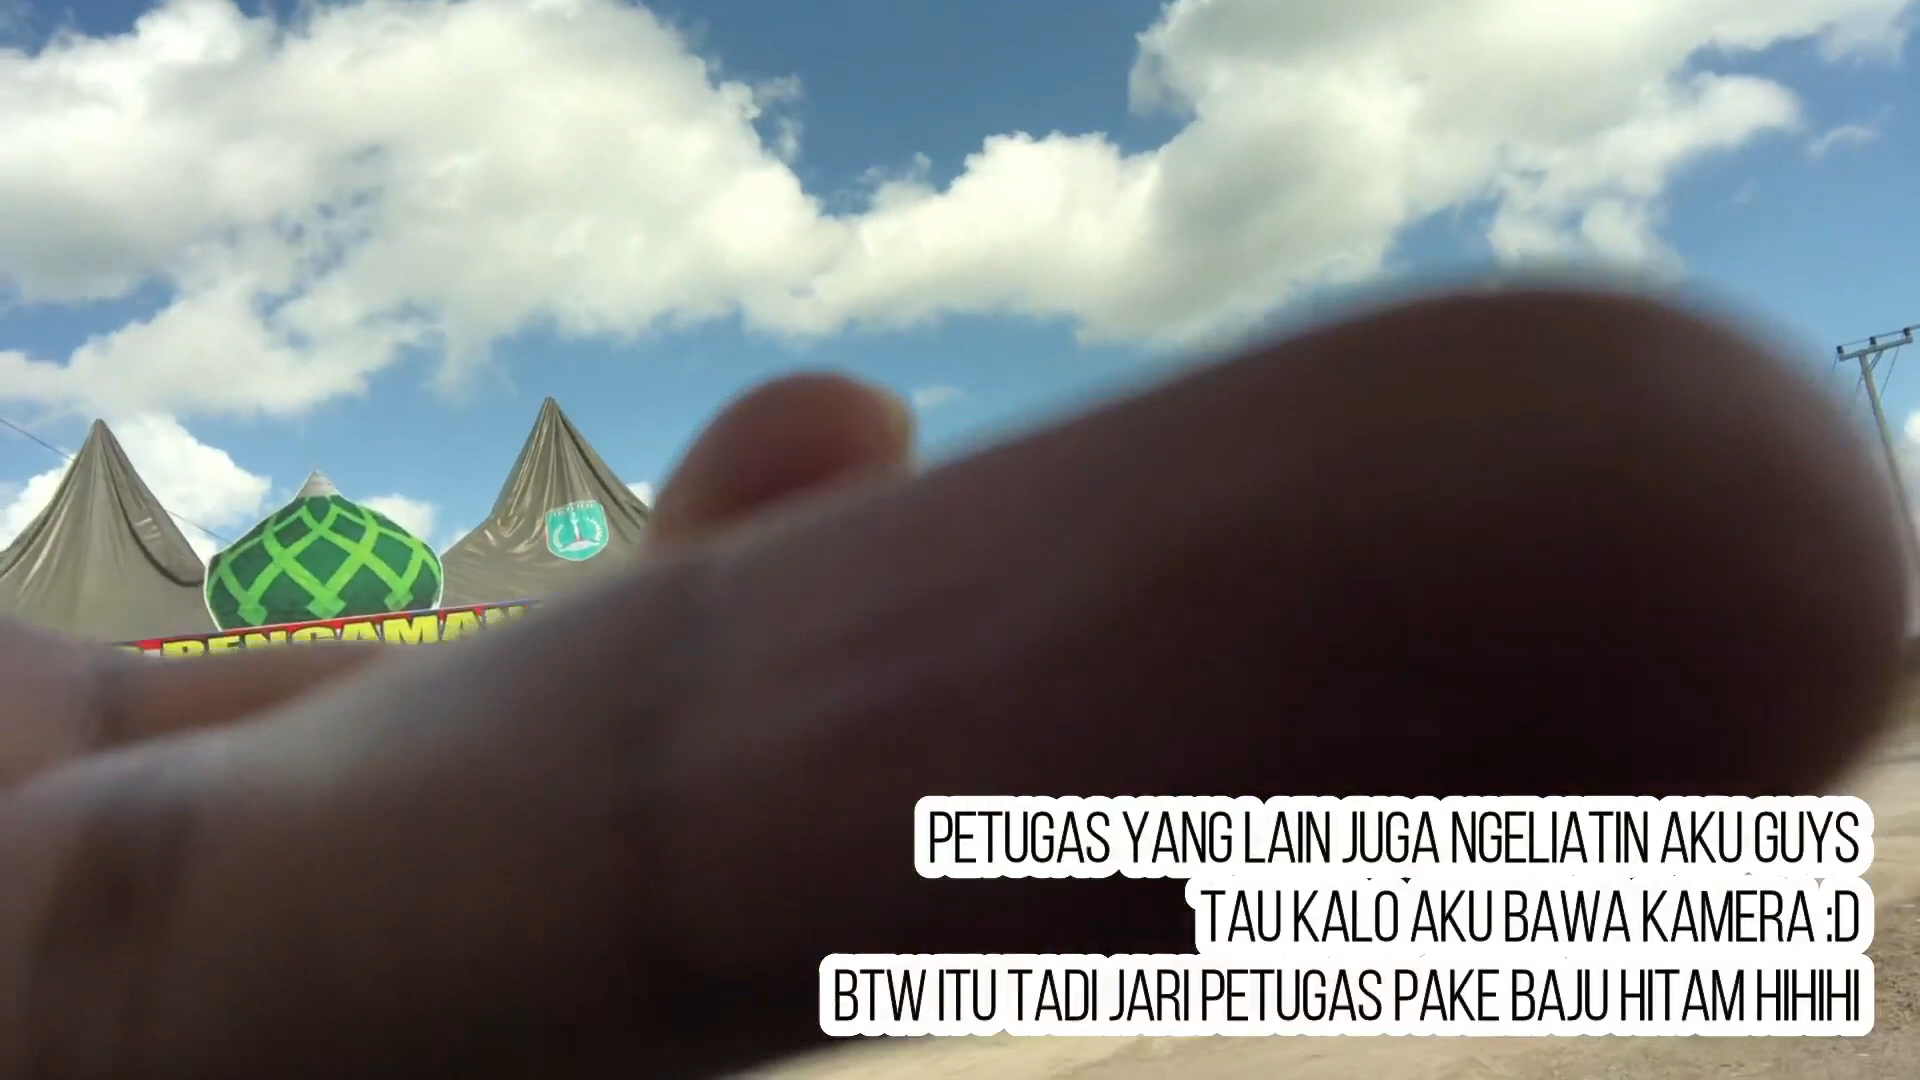 PENGAMAN
PETUGAS YANG LAIN JUGA NGELIATIN AKU GUYS
TAU KALO AKU BAWA KAMERA :D
BTW ITU TADI JARI PETUGAS PAKE BAJU HITAM HIHIHI